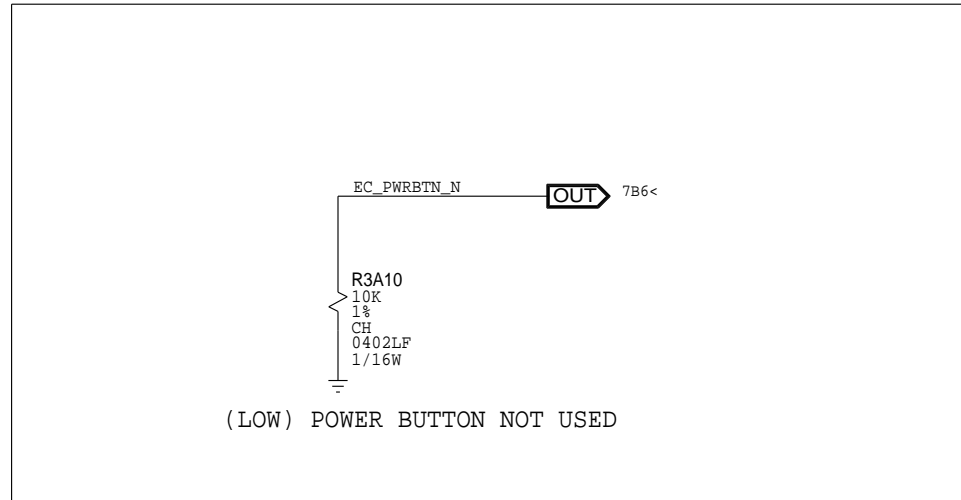 EC_PWRBTN_N
OUT 7B6<
R3A10
10K
1%
CH
0402LF
1/16W
(LOW) POWER BUTTON NOT USED